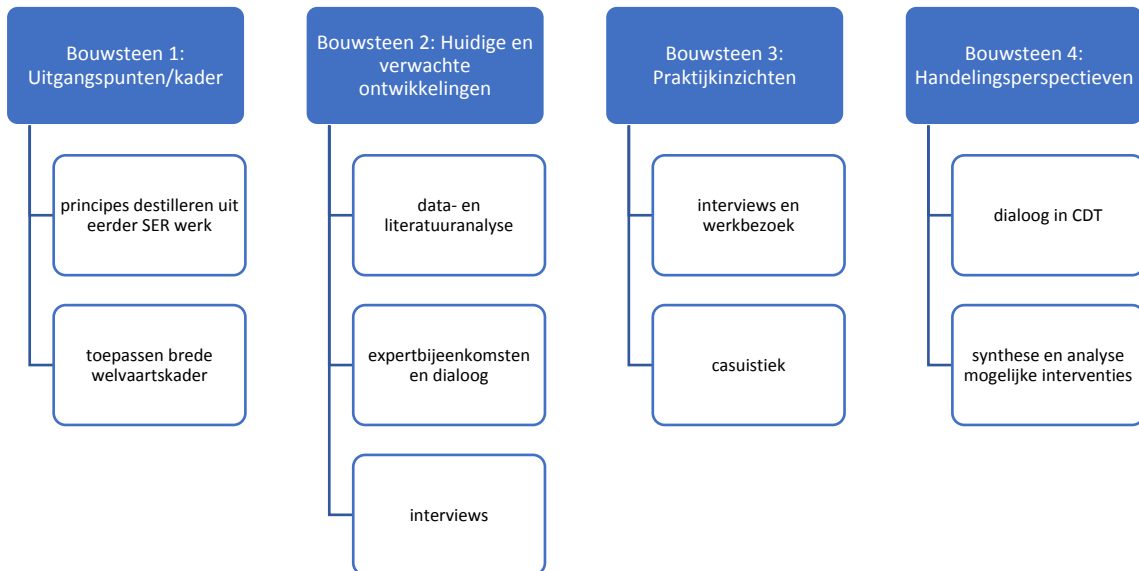 Bouwsteen 1:
Uitgangspunten/kader
principes destilleren uit
eerder SER werk
toepassen brede
welvaartskader
Bouwsteen 2: Huidige en
verwachte
ontwikkelingen
data- en
literatuuranalyse
expertbijeenkomsten
en dialoog
interviews
Bouwsteen 3:
Praktijkinzichten
interviews en
werkbezoek
casuistiek
Bouwsteen 4:
Handelingsperspectieven
dialoog in CDT
synthese en analyse
mogelijke interventies